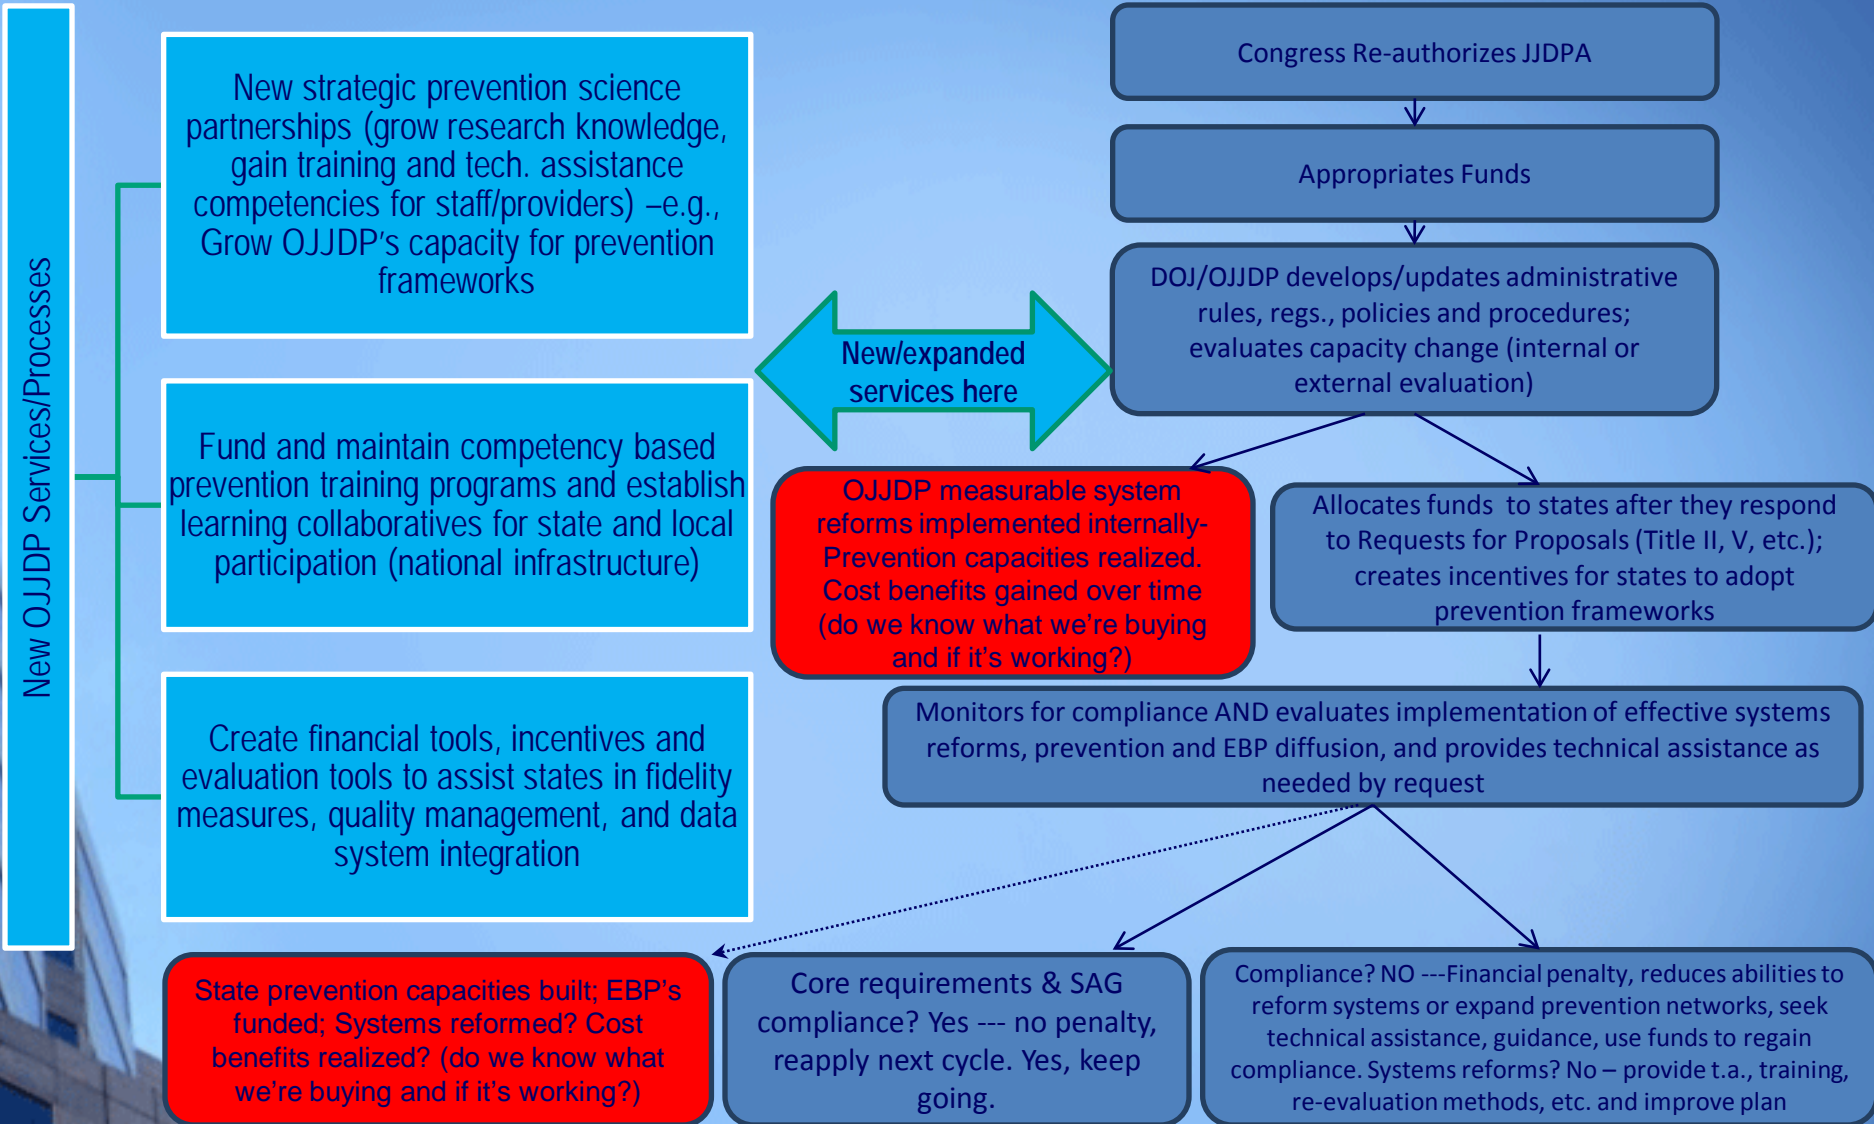 New OJJDP Services/Processes
New strategic prevention science
partnerships (grow research knowledge,
gain training and tech. assistance
competencies for staff/providers) –e.g.,
Grow OJJDP's capacity for prevention
frameworks
Fund and maintain competency based
prevention training programs and establish
learning collaboratives for state and local
participation (national infrastructure)
Create financial tools, incentives and
evaluation tools to assist states in fidelity
measures, quality management, and data
system integration
New/expanded
services here
Congress Re-authorizes JJDPA
Appropriates Funds
DOJ/OJJDP develops/updates administrative
rules, regs., policies and procedures;
evaluates capacity change (internal or
external evaluation)
OJJDP measurable system
reforms implemented internally-
Prevention capacities realized.
Cost benefits gained over time
(do we know what we're buying
and if it's working?)
Allocates funds to states after they respond
to Requests for Proposals (Title II, V, etc.);
creates incentives for states to adopt
prevention frameworks
Monitors for compliance AND evaluates implementation of effective systems
reforms, prevention and EBP diffusion, and provides technical assistance as
needed by request
State prevention capacities built; EBP's
funded; Systems reformed? Cost
benefits realized? (do we know what
we're buying and if it's working?)
Core requirements & SAG
compliance? Yes --- no penalty,
reapply next cycle. Yes, keep
going.
Compliance? NO ---Financial penalty, reduces abilities to
reform systems or expand prevention networks, seek
technical assistance, guidance, use funds to regain
compliance. Systems reforms? No – provide t.a., training,
re-evaluation methods, etc. and improve plan